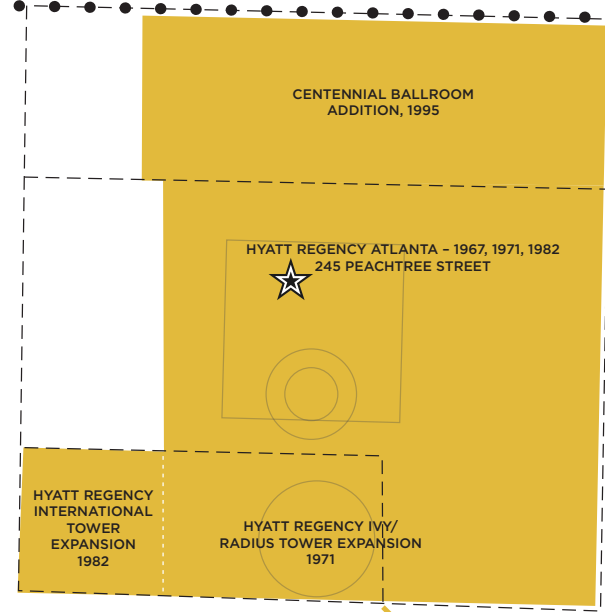 CENTENNIAL BALLROOM
ADDITION, 1995
HYATT REGENCY ATLANTA – 1967, 1971, 1982
245 PEACHTREE STREET
HYATT REGENCY
INTERNATIONAL
TOWER
EXPANSION
1982
HYATT REGENCY IVY/
RADIUS TOWER EXPANSION
1971